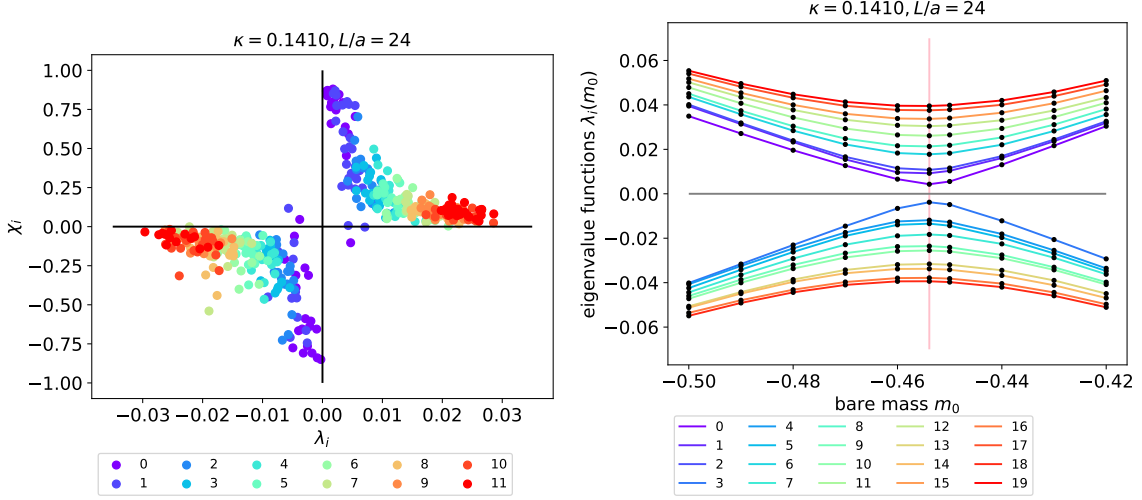 κ = 0.1410, L/a = 24
1.00
0.75
0.50
0.25
0.00
−0.25
−0.50
−0.75
−1.00
χᵢ
−0.03 −0.02 −0.01 0.00 0.01 0.02 0.03
λᵢ
0 2 4 6 8 10
1 3 5 7 9 11
κ = 0.1410, L/a = 24
0.06
0.04
0.02
0.00
−0.02
−0.04
−0.06
eigenvalue functions λᵢ(m₀)
−0.50 −0.48 −0.46 −0.44 −0.42
bare mass m₀
0 4 8 12 16
1 5 9 13 17
2 6 10 14 18
3 7 11 15 19